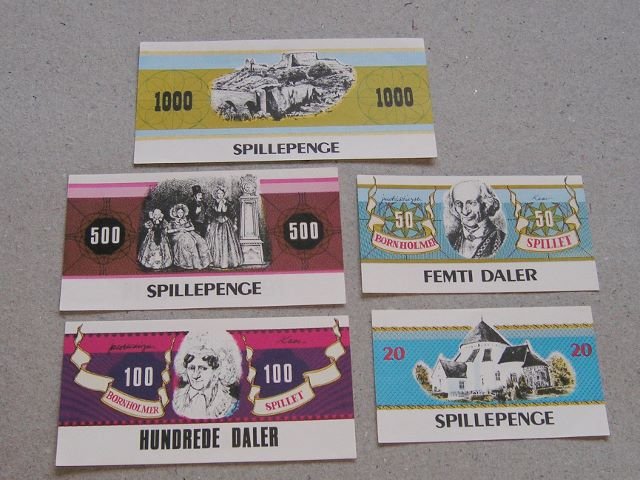 1000 1000
SPILLEPENGE
500 500
SPILLEPENGE
50 50
BORNHOLMER SPILLET
FEMTI DALER
100 100
BORNHOLMER SPILLET
HUNDREDE DALER
20 20
SPILLEPENGE